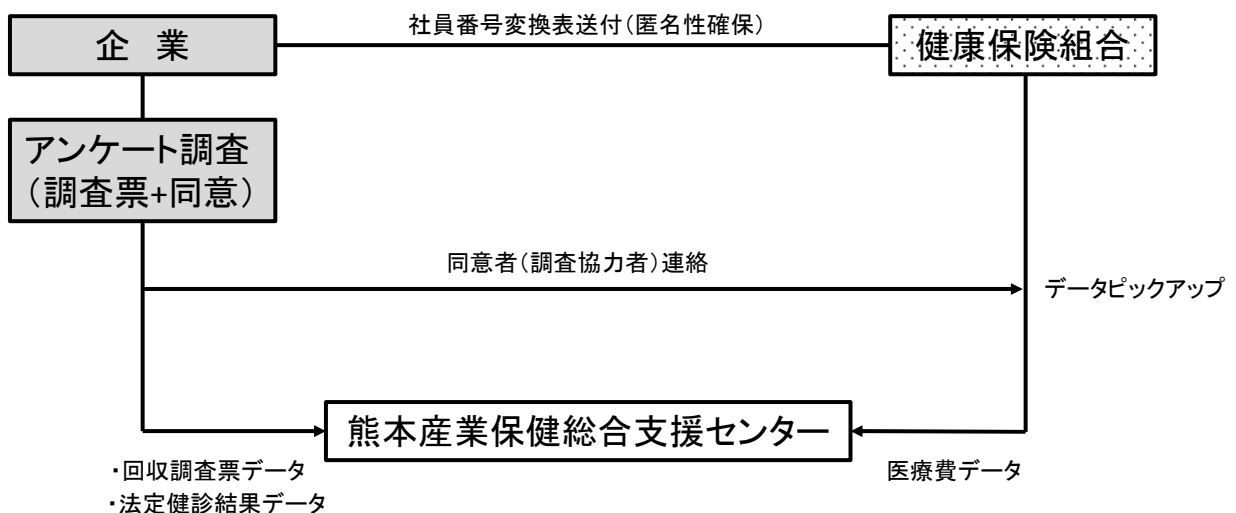 社員番号変換表送付（匿名性確保）
企　業
健康保険組合
アンケート調査
（調査票+同意）
同意者（調査協力者）連絡
データピックアップ
熊本産業保健総合支援センター
・回収調査票データ
医療費データ
・法定健診結果データ